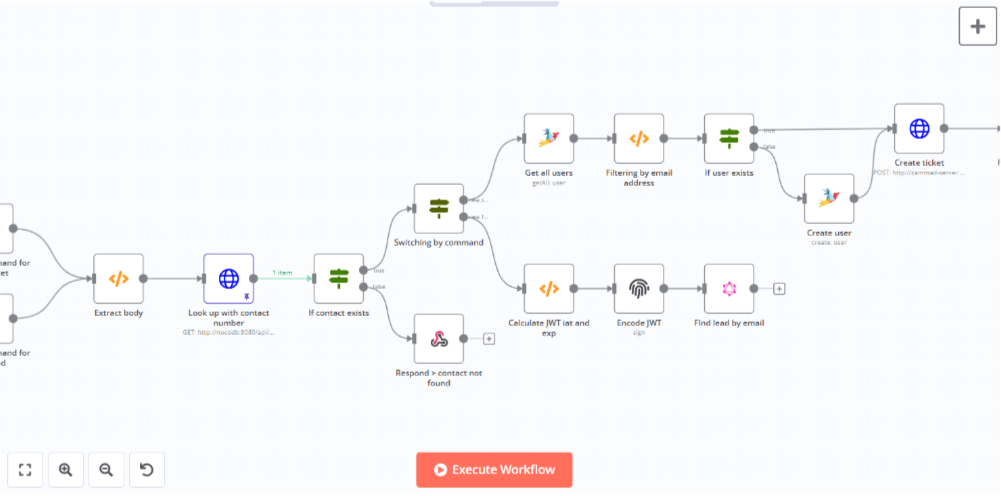 Create ticket
POST: http://zammad-server:...
true
false
Get all users
getAll: user
Filtering by email
address
If user exists
Create user
create: user
Switching by command
mand for
Extract body
Look up with contact
number
GET: http://nocodb:8080/api/...
1 item
If contact exists
true
false
Calculate JWT iat and
exp
Encode JWT
sign
Find lead by email
mand for
Respond > contact not
found
Execute Workflow